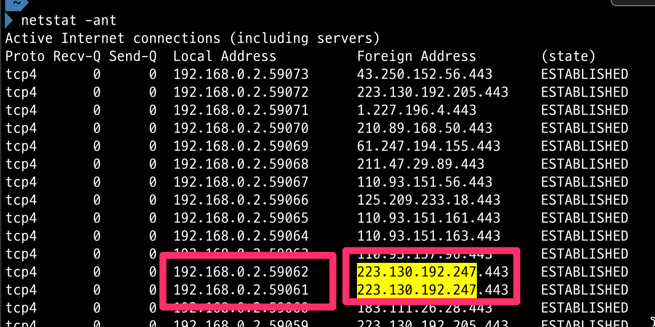 ~
netstat -ant
Active Internet connections (including servers)
Proto Recv-Q Send-Q Local Address Foreign Address (state)
tcp4 0 0 192.168.0.2.59073 43.250.152.56.443 ESTABLISHED
tcp4 0 0 192.168.0.2.59072 223.130.192.205.443 ESTABLISHED
tcp4 0 0 192.168.0.2.59071 1.227.196.4.443 ESTABLISHED
tcp4 0 0 192.168.0.2.59070 210.89.168.50.443 ESTABLISHED
tcp4 0 0 192.168.0.2.59069 61.247.194.155.443 ESTABLISHED
tcp4 0 0 192.168.0.2.59068 211.47.29.89.443 ESTABLISHED
tcp4 0 0 192.168.0.2.59067 110.93.151.56.443 ESTABLISHED
tcp4 0 0 192.168.0.2.59066 125.209.233.18.443 ESTABLISHED
tcp4 0 0 192.168.0.2.59065 110.93.151.161.443 ESTABLISHED
tcp4 0 0 192.168.0.2.59064 110.93.151.163.443 ESTABLISHED
tcp4 0 0 ESTABLISHED
tcp4 0 0 192.168.0.2.59062 223.130.192.247.443 ESTABLISHED
tcp4 0 0 192.168.0.2.59061 223.130.192.247.443 ESTABLISHED
tcp4 0 0 192.168.0.2.59060 183.111.26.28.443 ESTABLISHED
tcp4 0 0 192.168.0.2.59059 223.130.192.205.443 ESTABLISHED